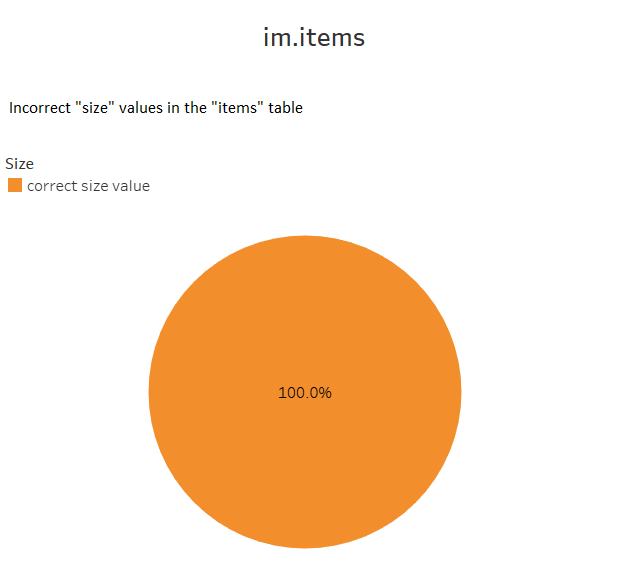 im.items
Incorrect "size" values in the "items" table
Size
correct size value
100.0%